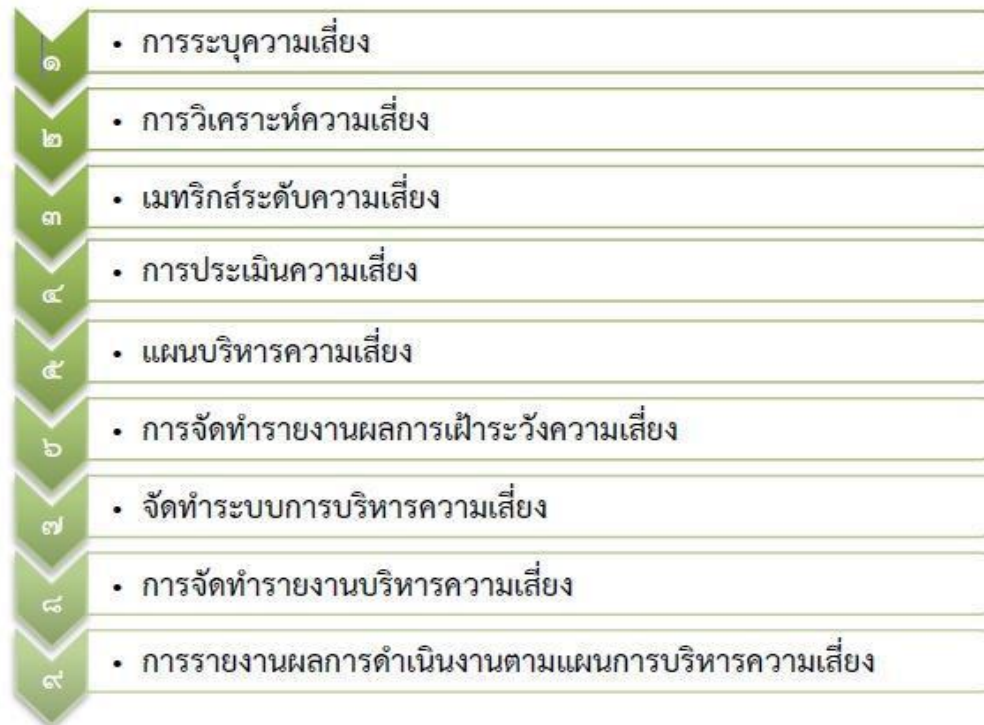 ๑ • การระบุความเสี่ยง
๒ • การวิเคราะห์ความเสี่ยง
๓ • เมทริกส์ระดับความเสี่ยง
๔ • การประเมินความเสี่ยง
๕ • แผนบริหารความเสี่ยง
๖ • การจัดทำรายงานผลการเฝ้าระวังความเสี่ยง
๗ • จัดทำระบบการบริหารความเสี่ยง
๘ • การจัดทำรายงานบริหารความเสี่ยง
๙ • การรายงานผลการดำเนินงานตามแผนการบริหารความเสี่ยง